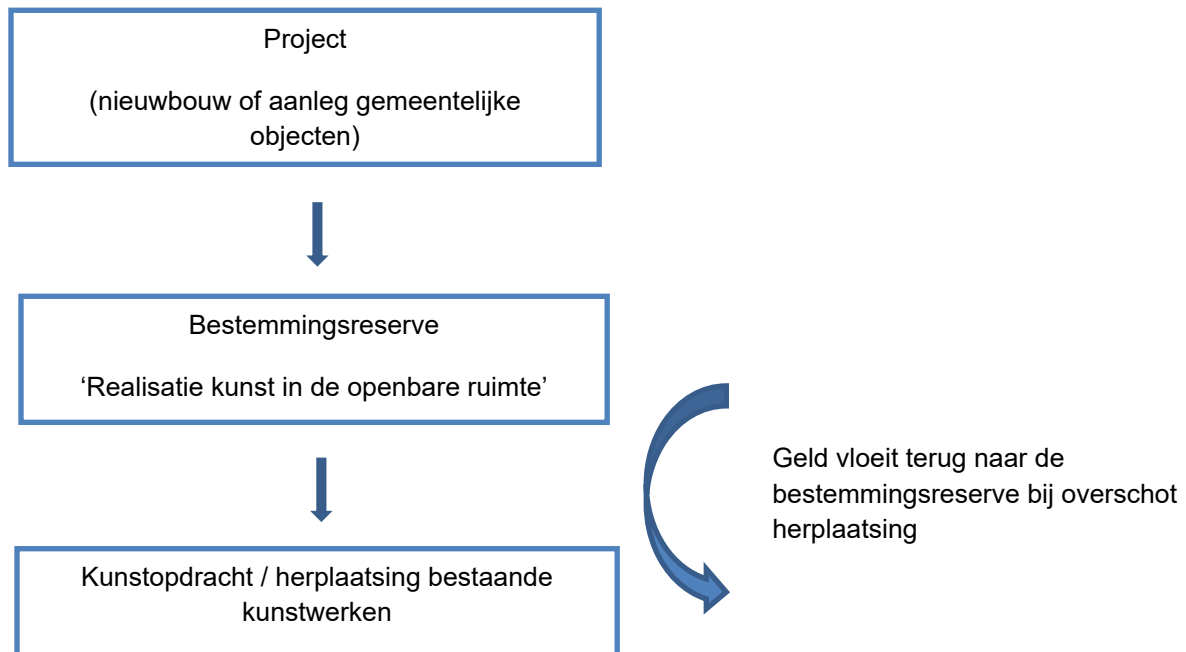 Project
(nieuwbouw of aanleg gemeentelijke
objecten)
Bestemmingsreserve
‘Realisatie kunst in de openbare ruimte’
Geld vloeit terug naar de
bestemmingsreserve bij overschot
herplaatsing
Kunstopdracht / herplaatsing bestaande
kunstwerken